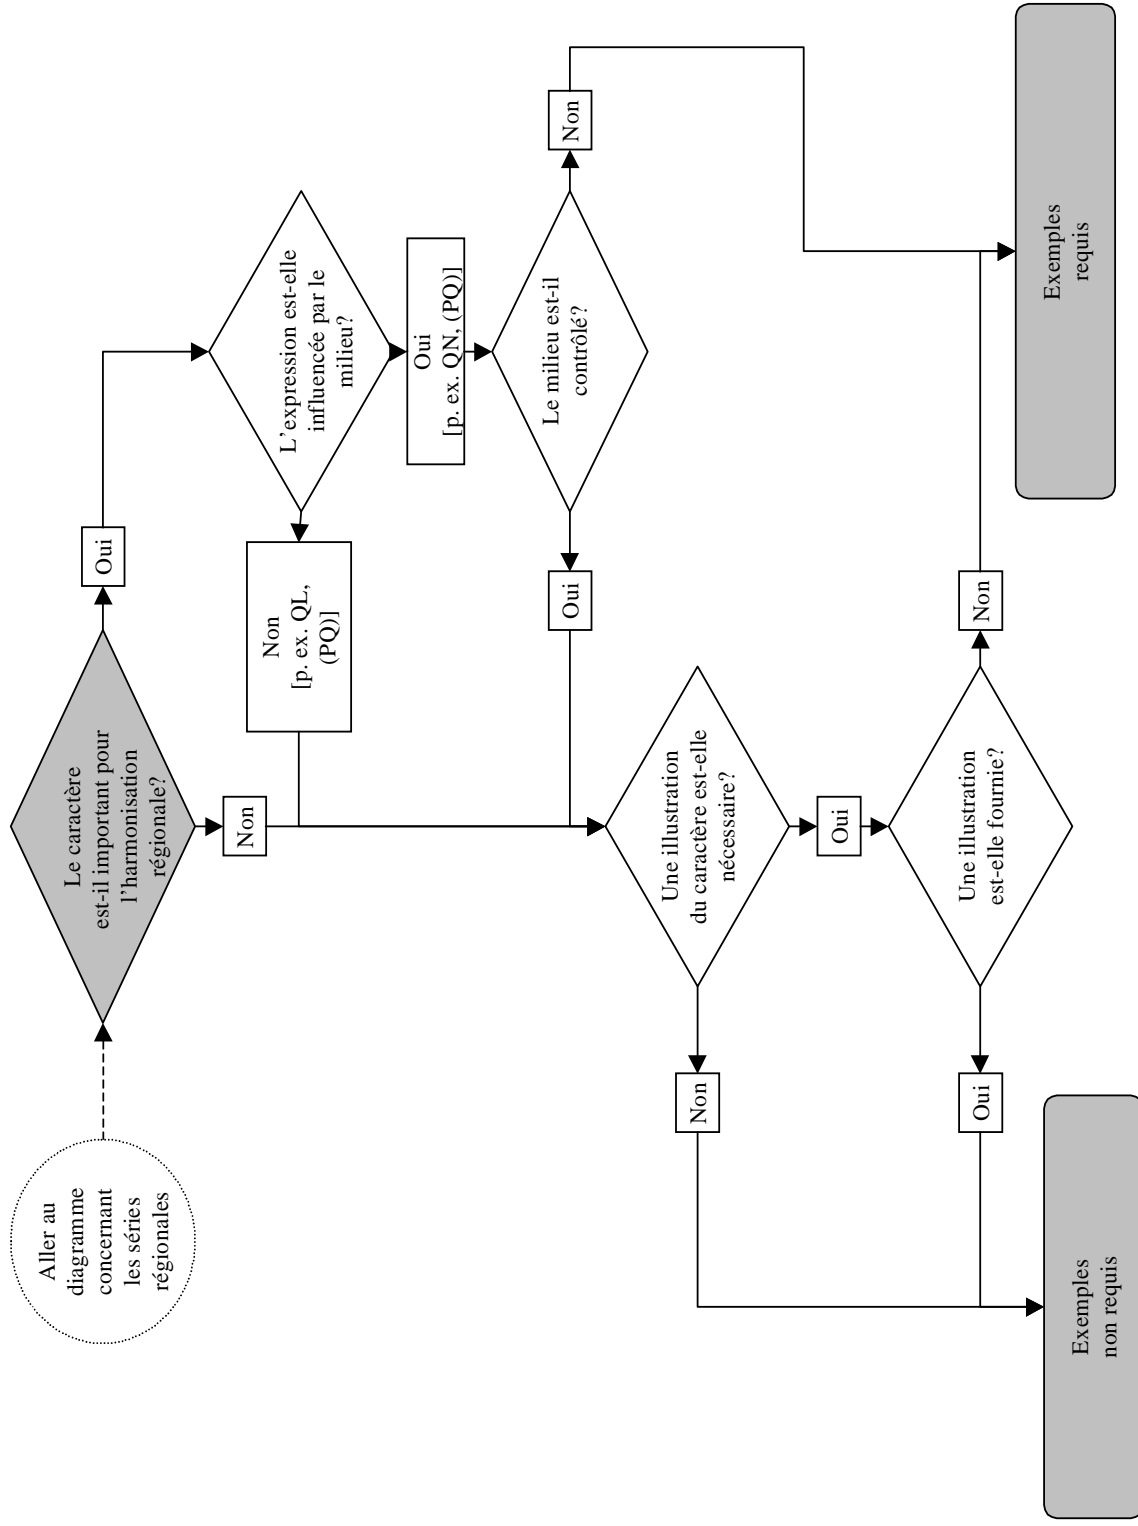 Aller au
diagramme
concernant
les séries
régionales
Le caractère
est-il important pour
l'harmonisation
régionale?
Oui
Non
L'expression est-elle
influencée par le
milieu?
Non
[p. ex. QL,
(PQ)]
Oui
[p. ex. QN, (PQ)]
Le milieu est-il
contrôlé?
Oui
Non
Une illustration
du caractère est-elle
nécessaire?
Non
Oui
Une illustration
est-elle fournie?
Oui
Non
Exemples
non requis
Exemples
requis